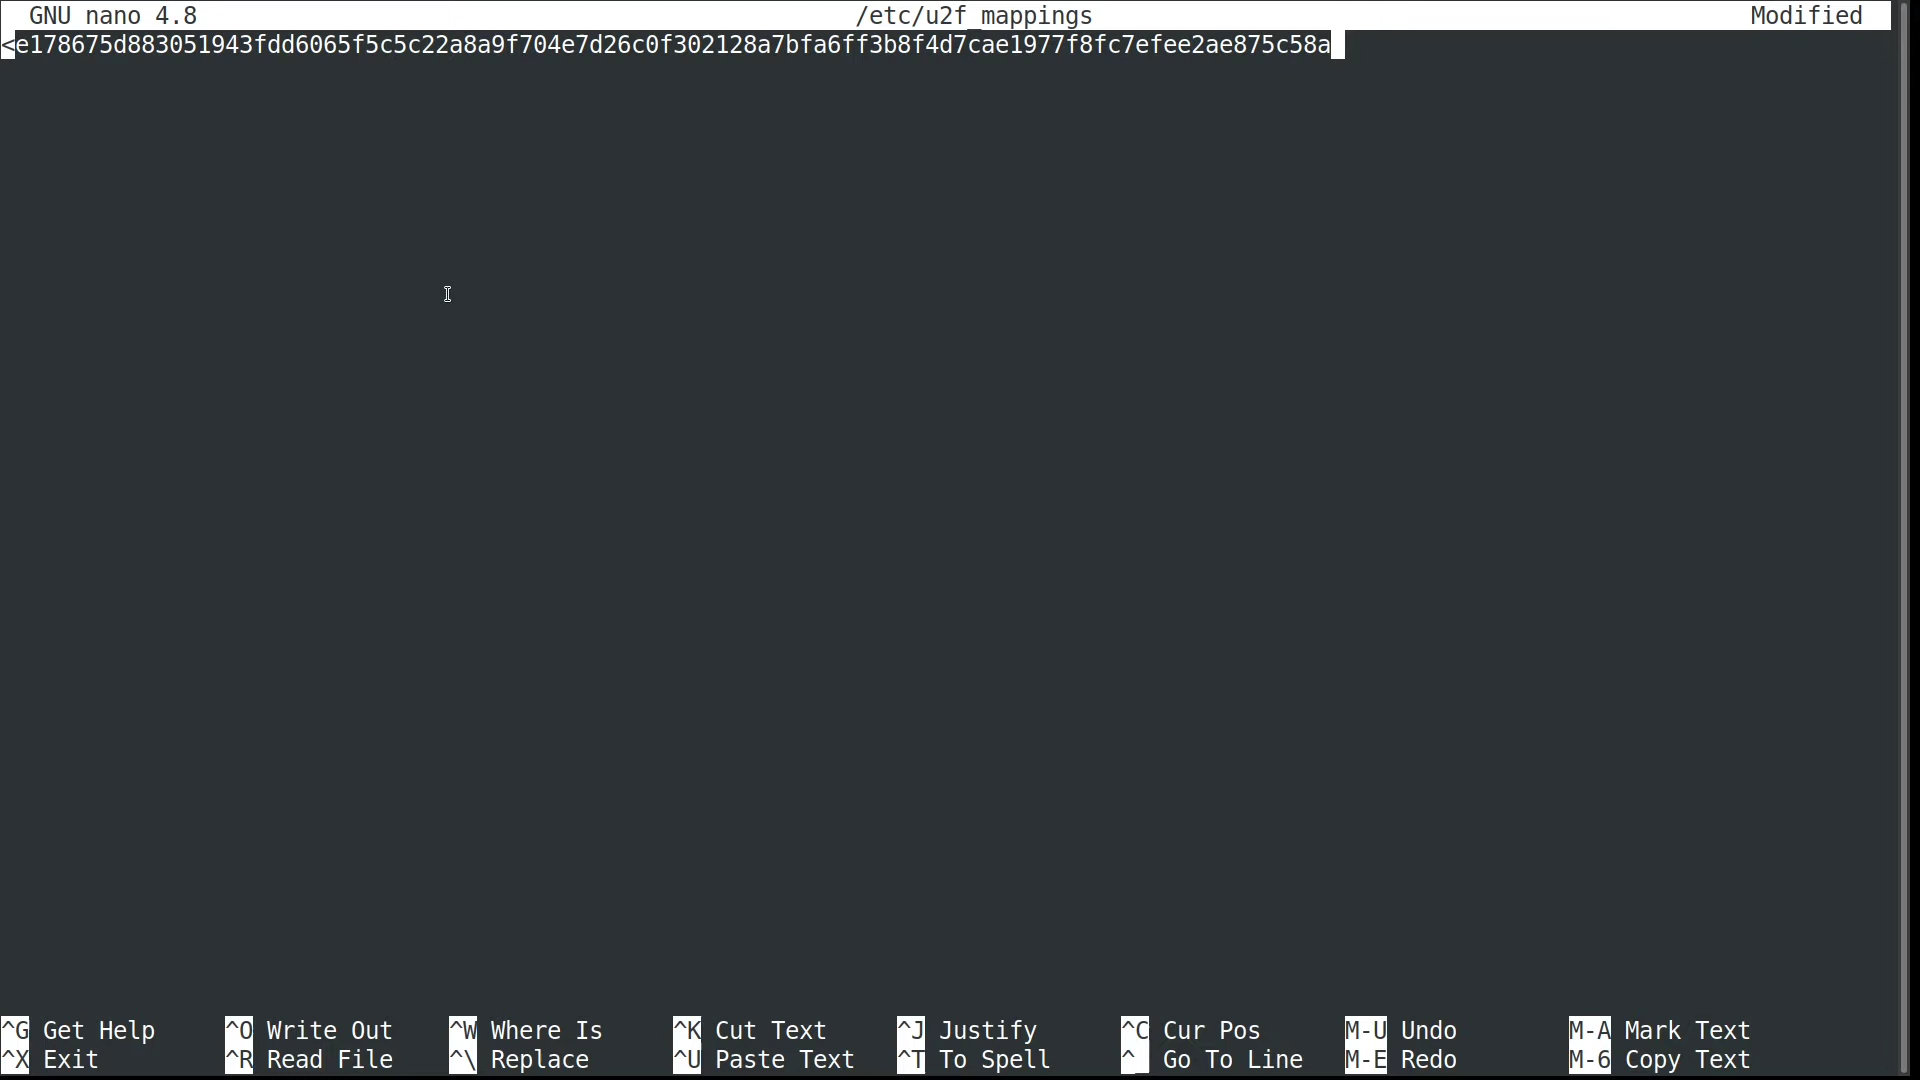 GNU nano 4.8 /etc/u2f_mappings Modified
<e178675d883051943fdd6065f5c5c22a8a9f704e7d26c0f302128a7bfa6ff3b8f4d7cae1977f8fc7efee2ae875c58a
^G Get Help ^O Write Out ^W Where Is ^K Cut Text ^J Justify ^C Cur Pos M-U Undo M-A Mark Text
^X Exit ^R Read File ^\ Replace ^U Paste Text ^T To Spell ^_ Go To Line M-E Redo M-6 Copy Text